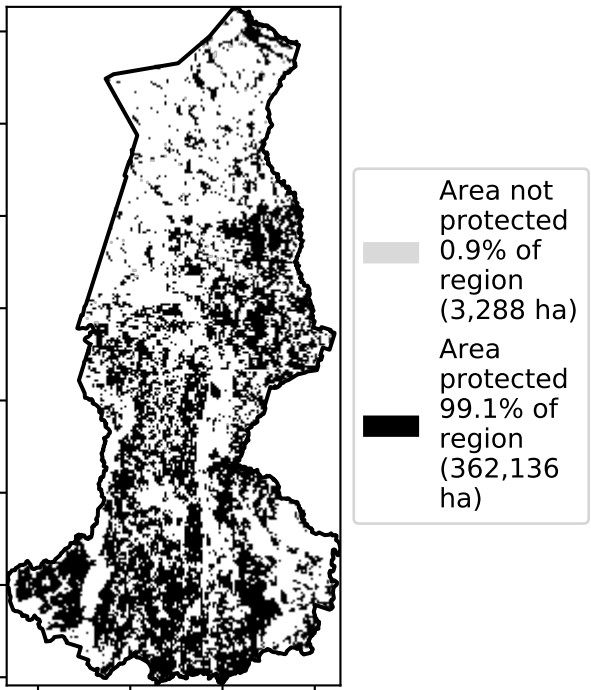 Area not
protected
0.9% of
region
(3,288 ha)
Area
protected
99.1% of
region
(362,136
ha)